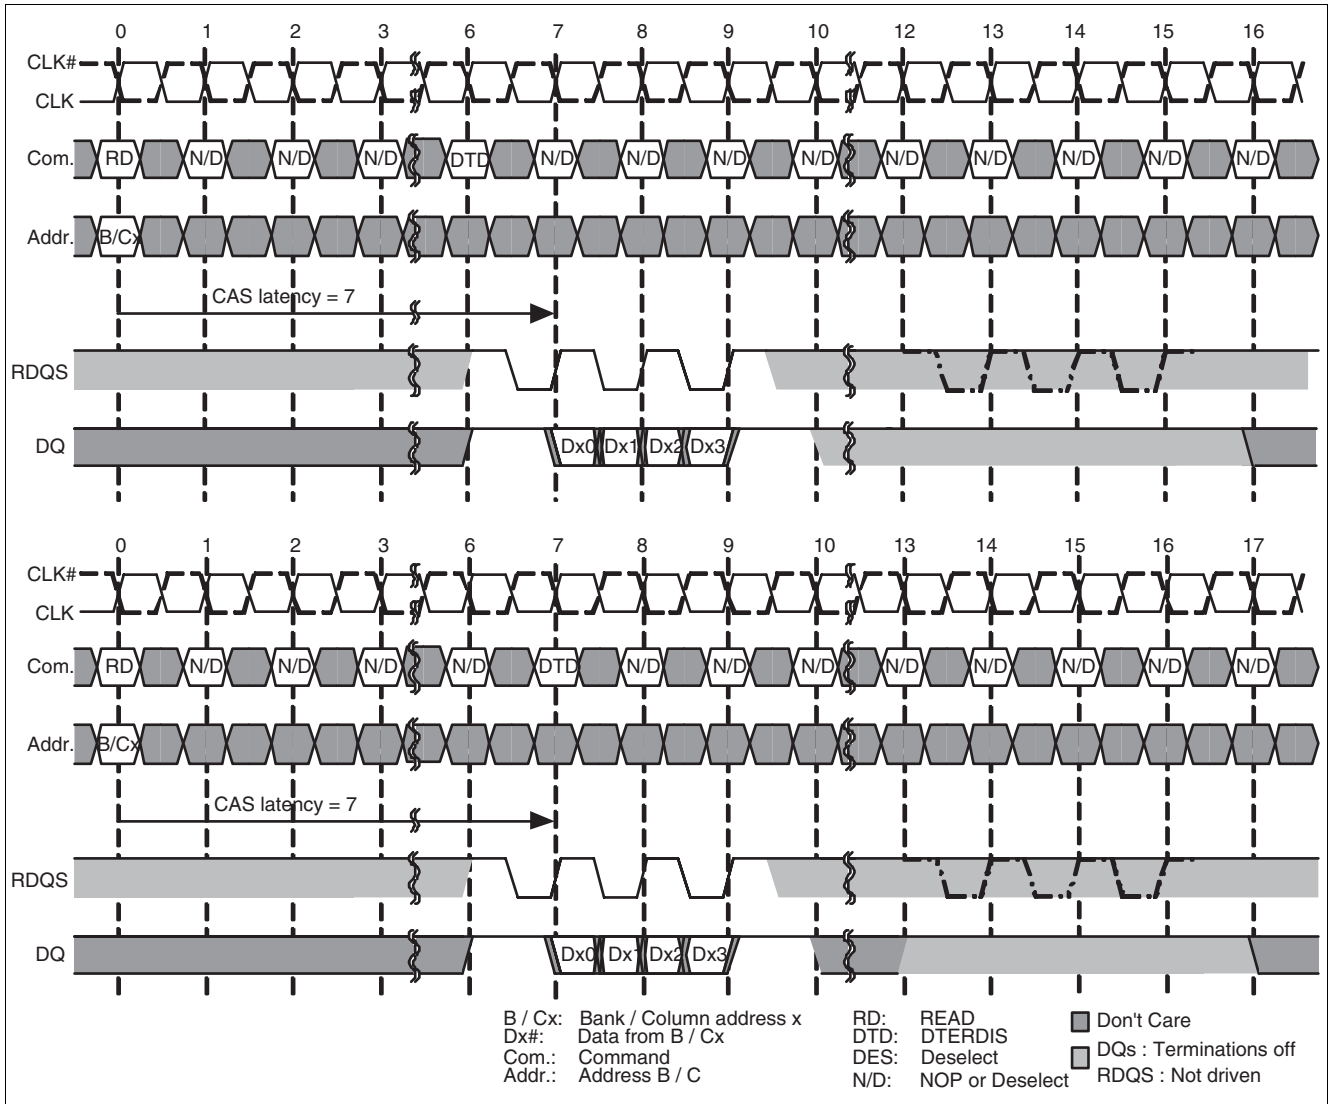 0 1 2 3 6 7 8 9 10 12 13 14 15 16
CLK#
CLK
Com. RD N/D N/D N/D DTD N/D N/D N/D N/D N/D N/D N/D N/D N/D
Addr. B/Cx
CAS latency = 7
RDQS
DQ Dx0 Dx1 Dx2 Dx3
0 1 2 3 6 7 8 9 10 13 14 15 16 17
CLK#
CLK
Com. RD N/D N/D N/D N/D DTD N/D N/D N/D N/D N/D N/D N/D N/D
Addr. B/Cx
CAS latency = 7
RDQS
DQ Dx0 Dx1 Dx2 Dx3
B / Cx: Bank / Column address x
Dx#: Data from B / Cx
Com.: Command
Addr.: Address B / C
RD: READ
DTD: DTERDIS
DES: Deselect
N/D: NOP or Deselect
Don't Care
DQs : Terminations off
RDQS : Not driven